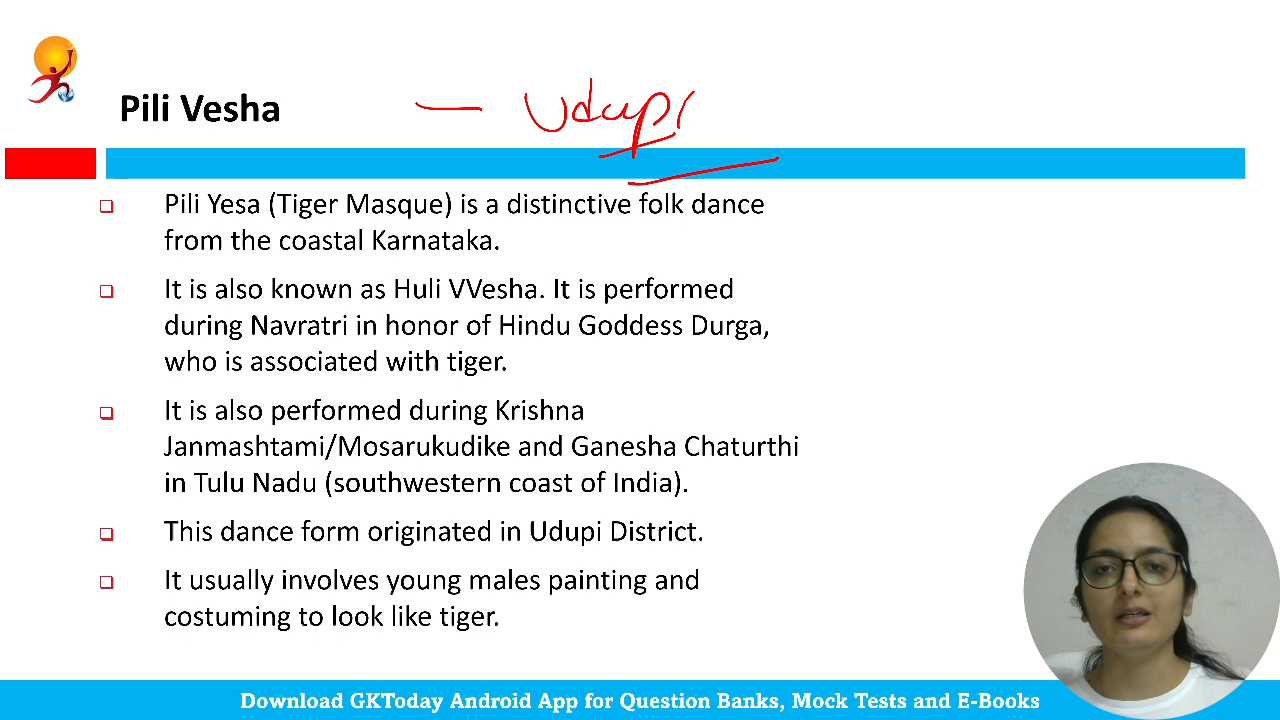 Pili Vesha — Udupi
❑ Pili Yesa (Tiger Masque) is a distinctive folk dance
from the coastal Karnataka.
❑ It is also known as Huli VVesha. It is performed
during Navratri in honor of Hindu Goddess Durga,
who is associated with tiger.
❑ It is also performed during Krishna
Janmashtami/Mosarukudike and Ganesha Chaturthi
in Tulu Nadu (southwestern coast of India).
❑ This dance form originated in Udupi District.
❑ It usually involves young males painting and
costuming to look like tiger.
Download GKToday Android App for Question Banks, Mock Tests and E-Books